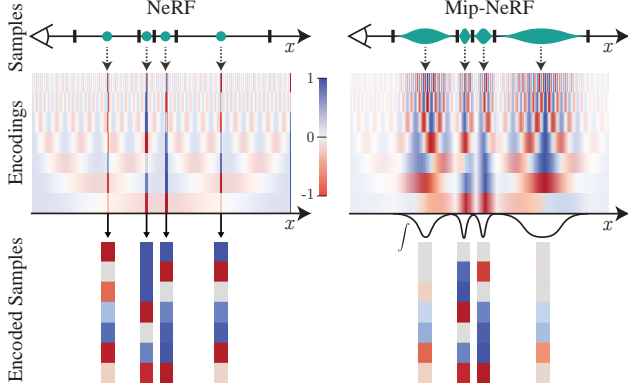 NeRF
Mip-NeRF
Samples
x
x
Encodings
1
0
-1
x
x
∫
Encoded Samples